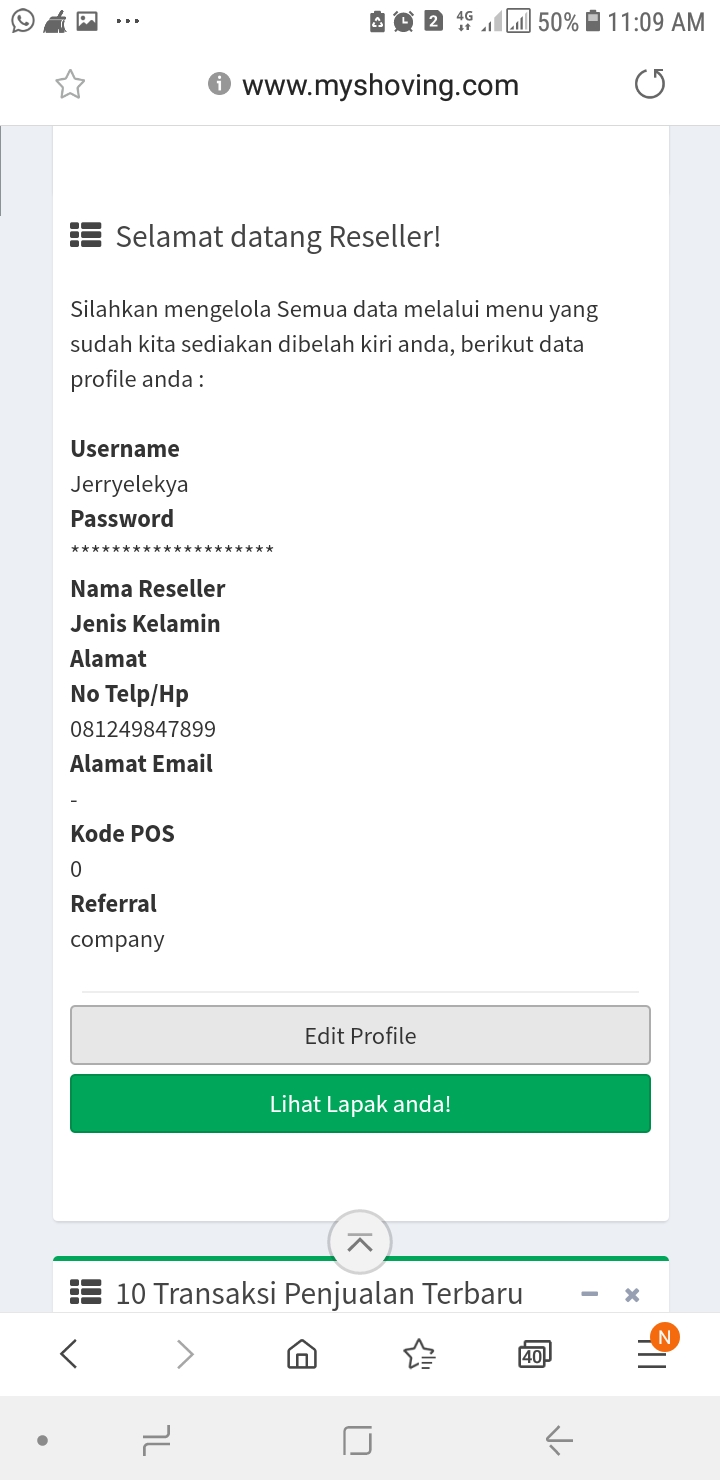 4G
2
50%
11:09 AM
www.myshoving.com
Selamat datang Reseller!
Silahkan mengelola Semua data melalui menu yang
sudah kita sediakan dibelah kiri anda, berikut data
profile anda :
Username
Jerryelekya
Password
********************
Nama Reseller
Jenis Kelamin
Alamat
No Telp/Hp
081249847899
Alamat Email
-
Kode POS
0
Referral
company
Edit Profile
Lihat Lapak anda!
10 Transaksi Penjualan Terbaru
40
N